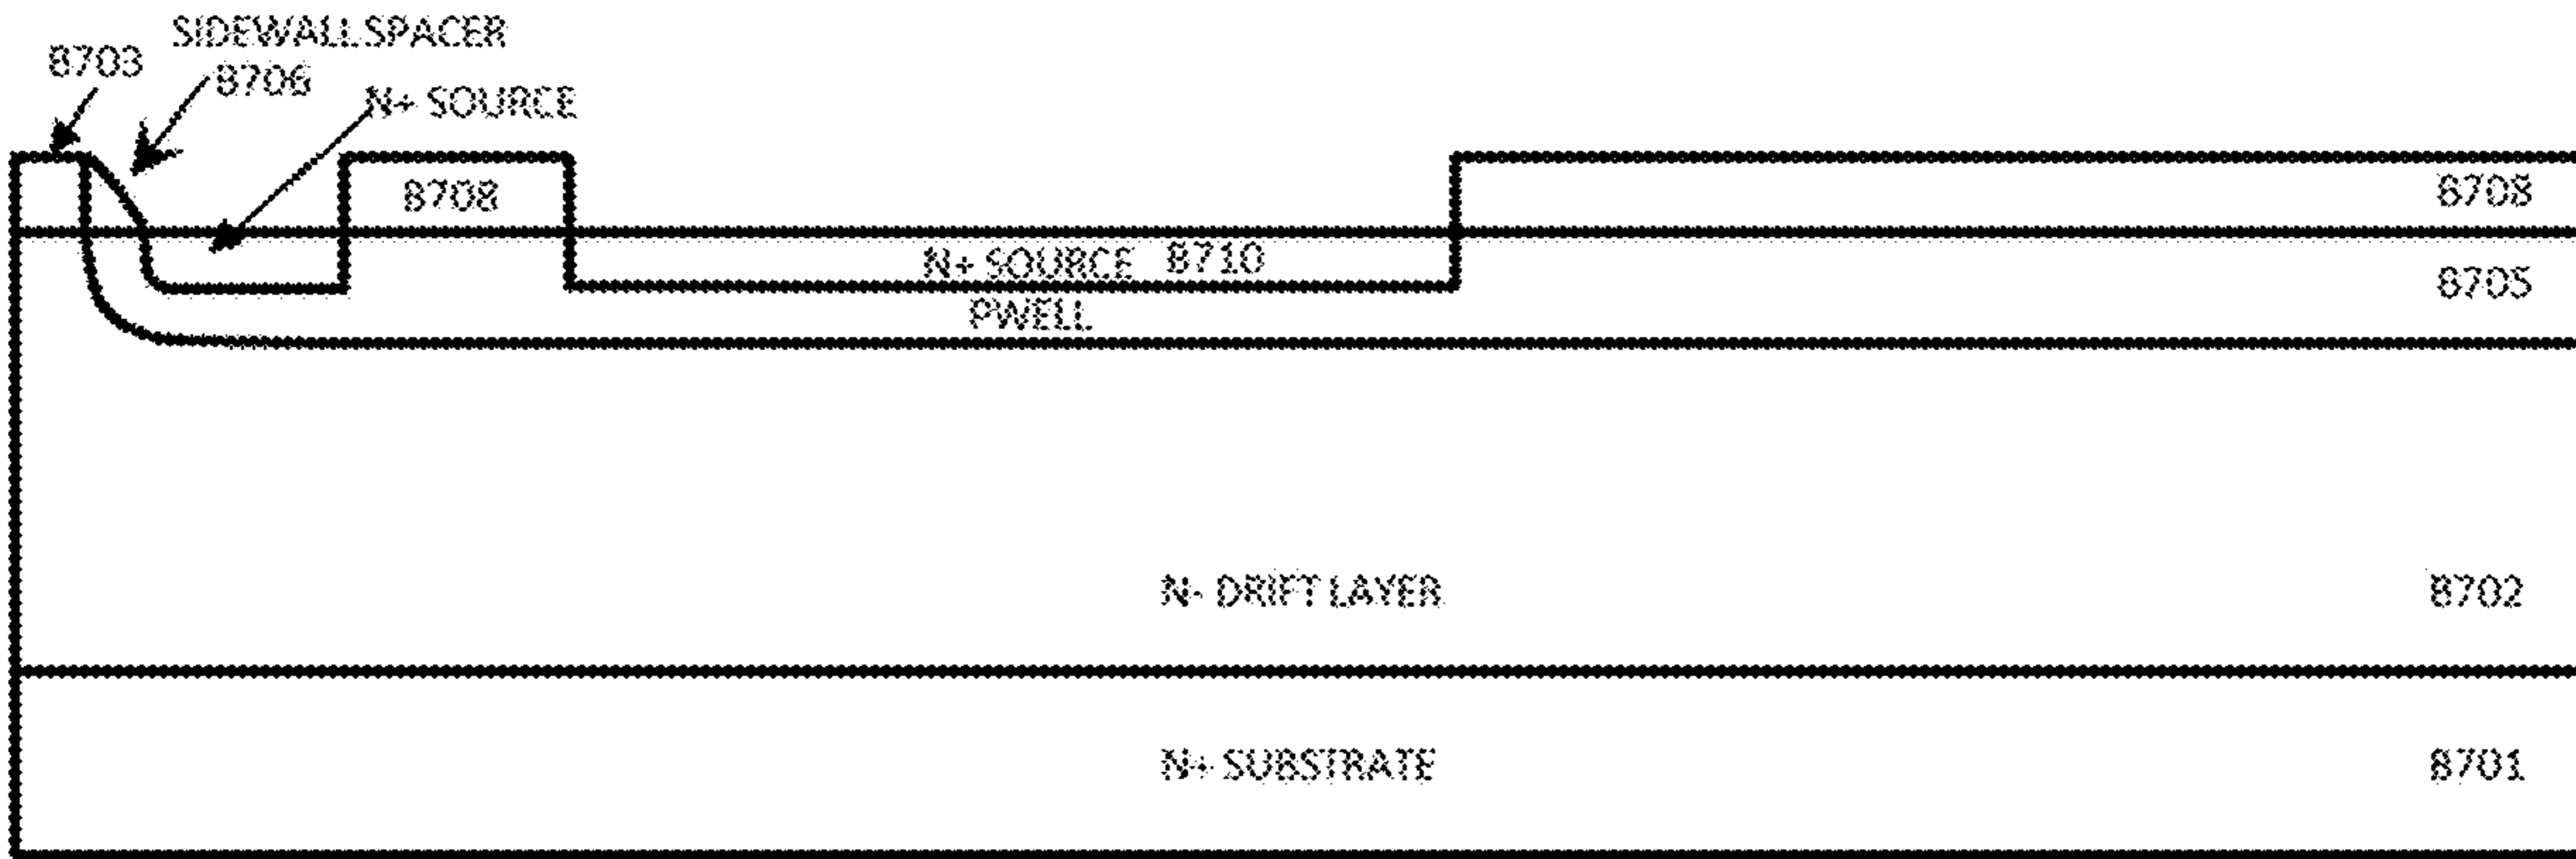 SIDEWALL SPACER
8703
8706
N+ SOURCE
8708
8708
N+ SOURCE 8710
8705
PWELL
N- DRIFT LAYER
8702
N+ SUBSTRATE
8701